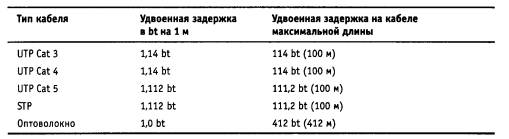 Тип кабеля Удвоенная задержка Удвоенная задержка на кабеле
в bt на 1 м максимальной длины
UTP Cat 3 1,14 bt 114 bt (100 м)
UTP Cat 4 1,14 bt 114 bt (100 м)
UTP Cat 5 1,112 bt 111,2 bt (100 м)
STP 1,112 bt 111,2 bt (100 м)
Оптоволокно 1,0 bt 412 bt (412 м)